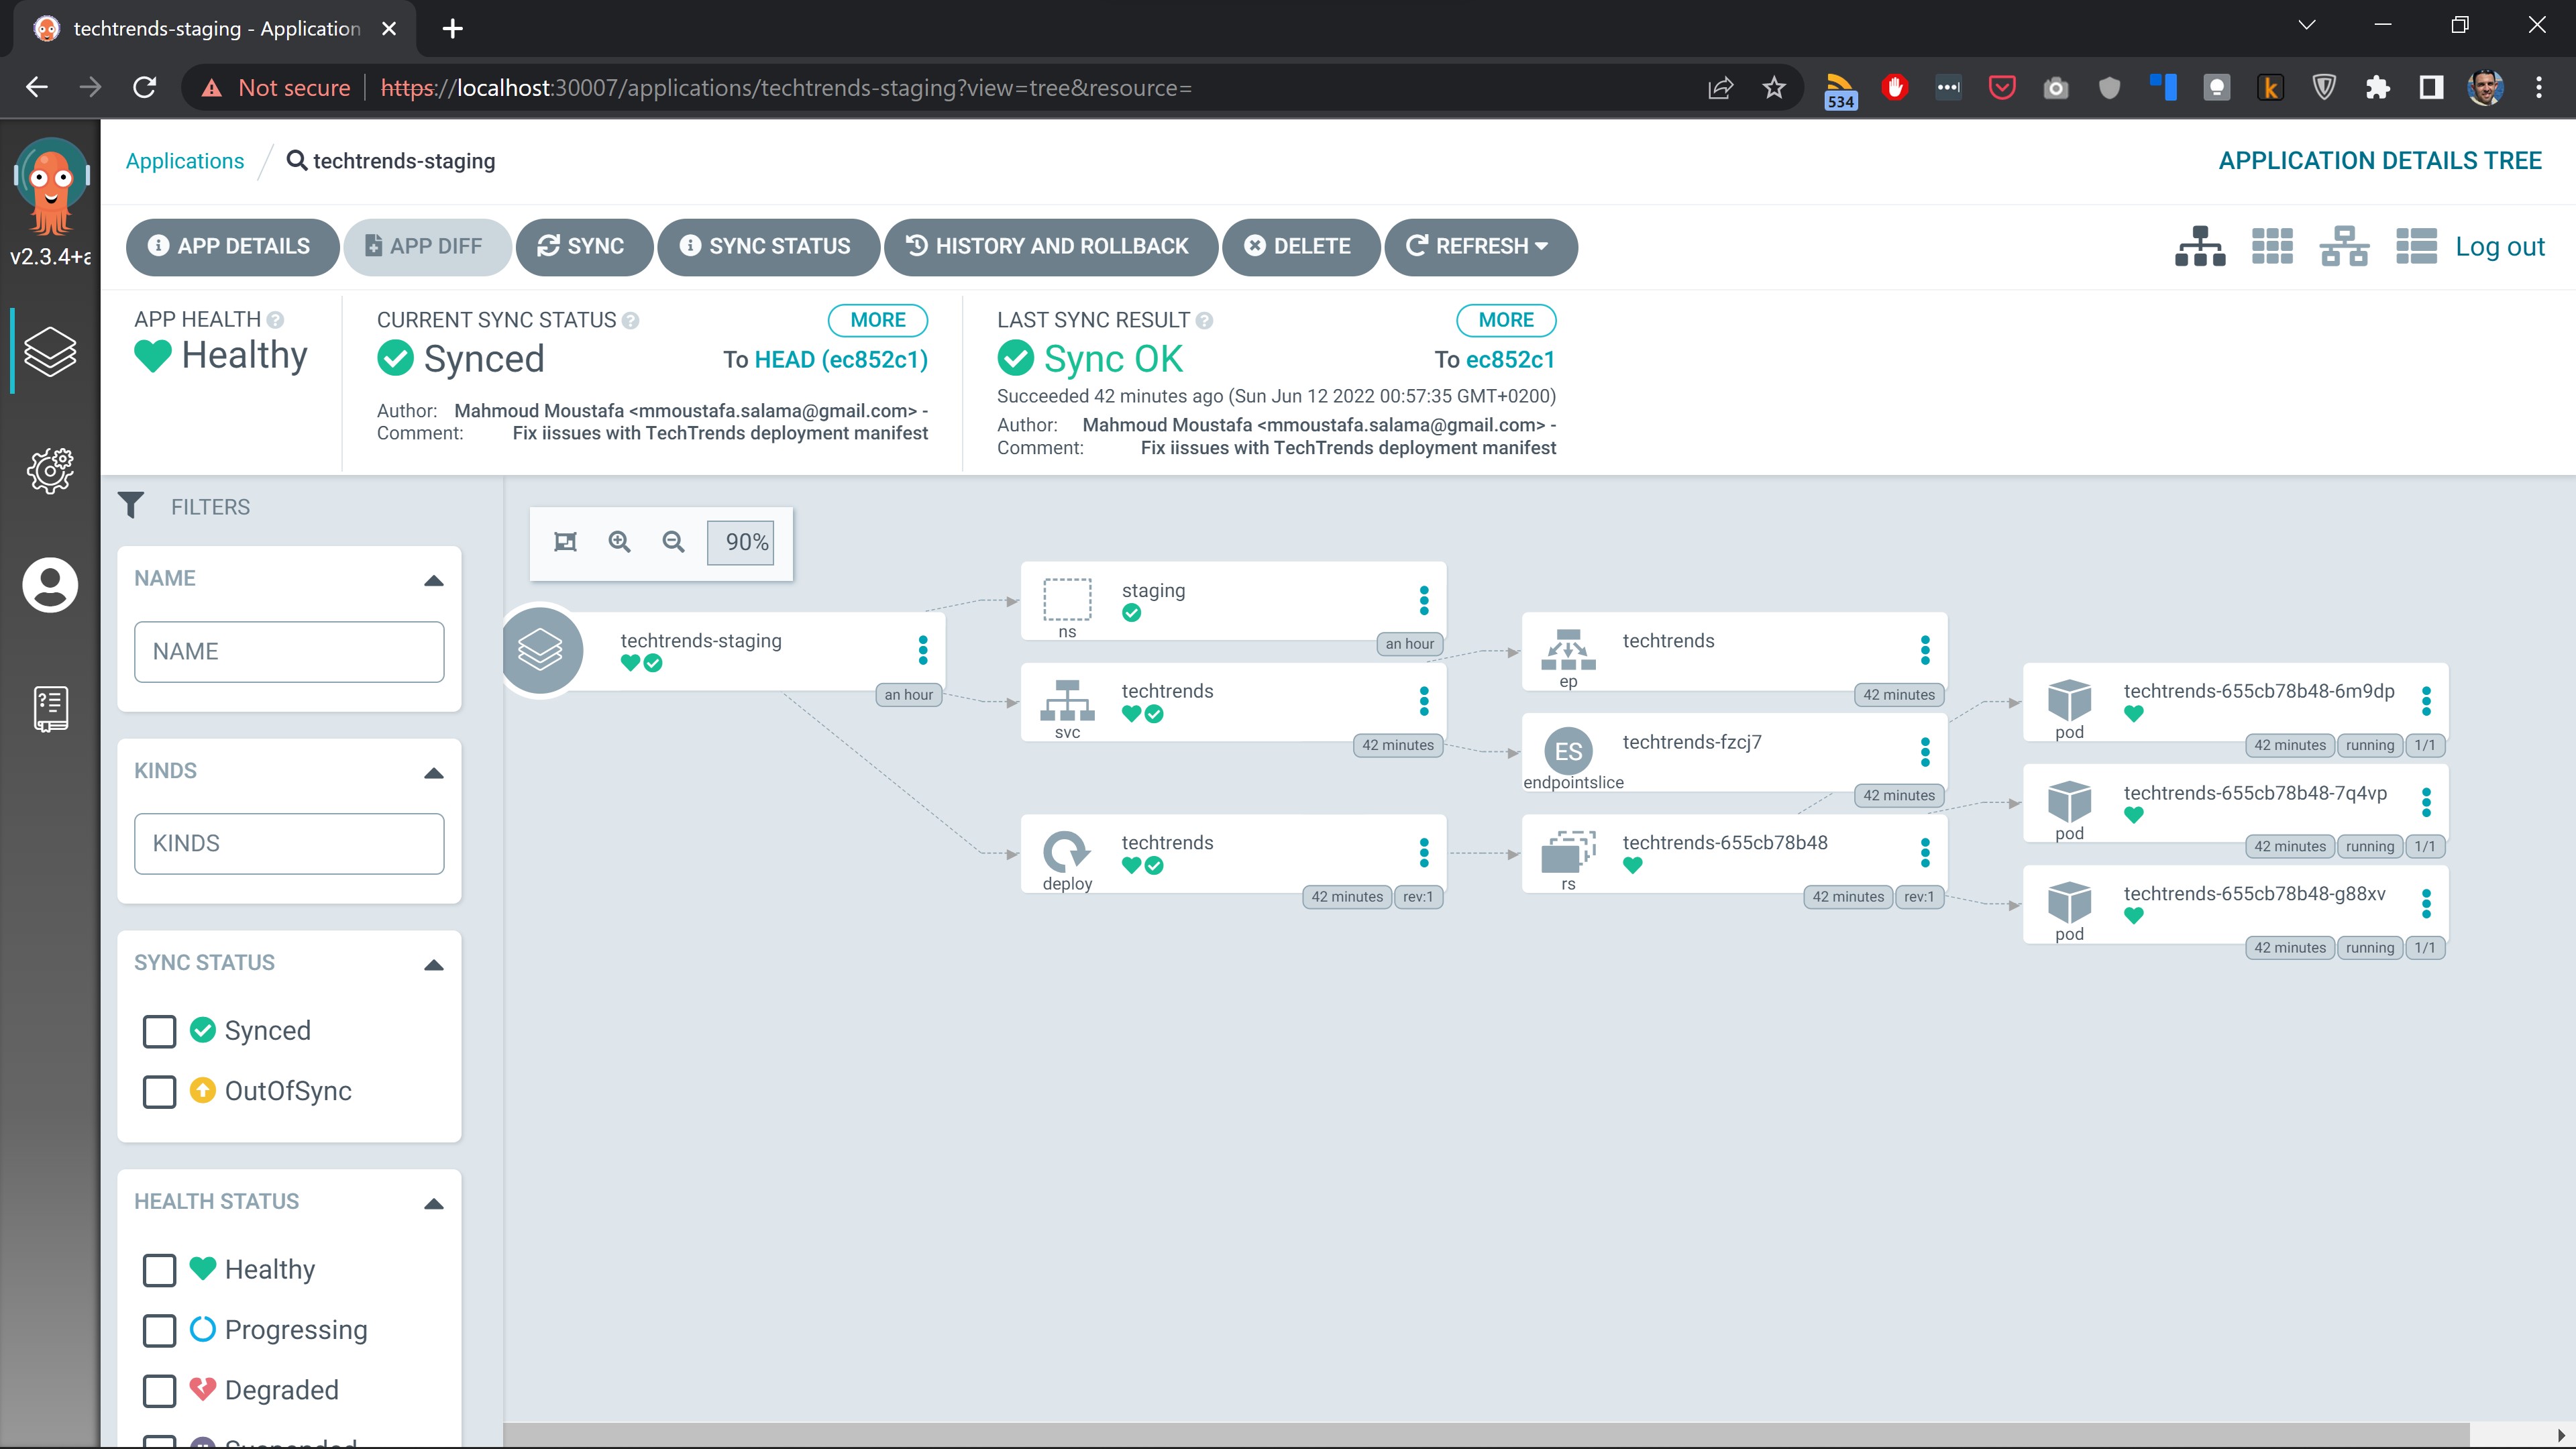 techtrends-staging - Application
Not secure https://localhost:30007/applications/techtrends-staging?view=tree&resource=
534
Applications / techtrends-staging
APPLICATION DETAILS TREE
v2.3.4+a
APP DETAILS APP DIFF SYNC SYNC STATUS HISTORY AND ROLLBACK DELETE REFRESH
Log out
APP HEALTH
Healthy
CURRENT SYNC STATUS MORE
Synced To HEAD (ec852c1)
Author: Mahmoud Moustafa <mmoustafa.salama@gmail.com> -
Comment: Fix iissues with TechTrends deployment manifest
LAST SYNC RESULT MORE
Sync OK To ec852c1
Succeeded 42 minutes ago (Sun Jun 12 2022 00:57:35 GMT+0200)
Author: Mahmoud Moustafa <mmoustafa.salama@gmail.com> -
Comment: Fix iissues with TechTrends deployment manifest
FILTERS
NAME
NAME
KINDS
KINDS
SYNC STATUS
Synced
OutOfSync
HEALTH STATUS
Healthy
Progressing
Degraded
Suspended
90%
techtrends-staging
an hour
staging
ns
an hour
techtrends
svc
42 minutes
techtrends
deploy
42 minutes rev:1
techtrends
ep
42 minutes
ES
techtrends-fzcj7
endpointslice
42 minutes
techtrends-655cb78b48
rs
42 minutes rev:1
techtrends-655cb78b48-6m9dp
pod
42 minutes running 1/1
techtrends-655cb78b48-7q4vp
pod
42 minutes running 1/1
techtrends-655cb78b48-g88xv
pod
42 minutes running 1/1